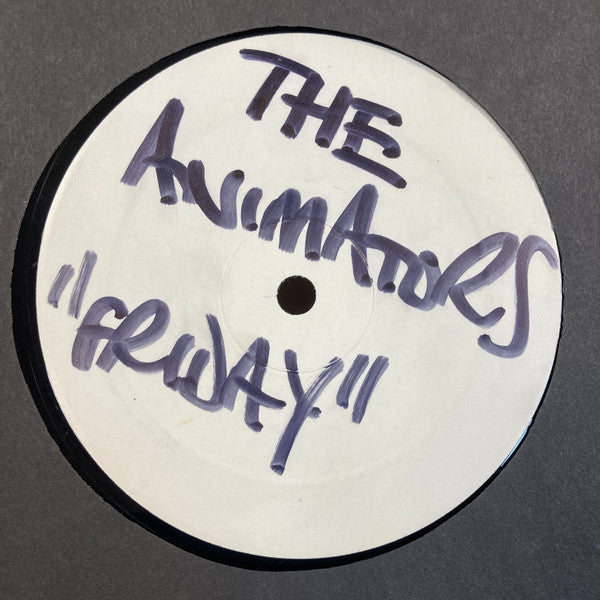 THE
ANIMATORS
"FRIDAY"